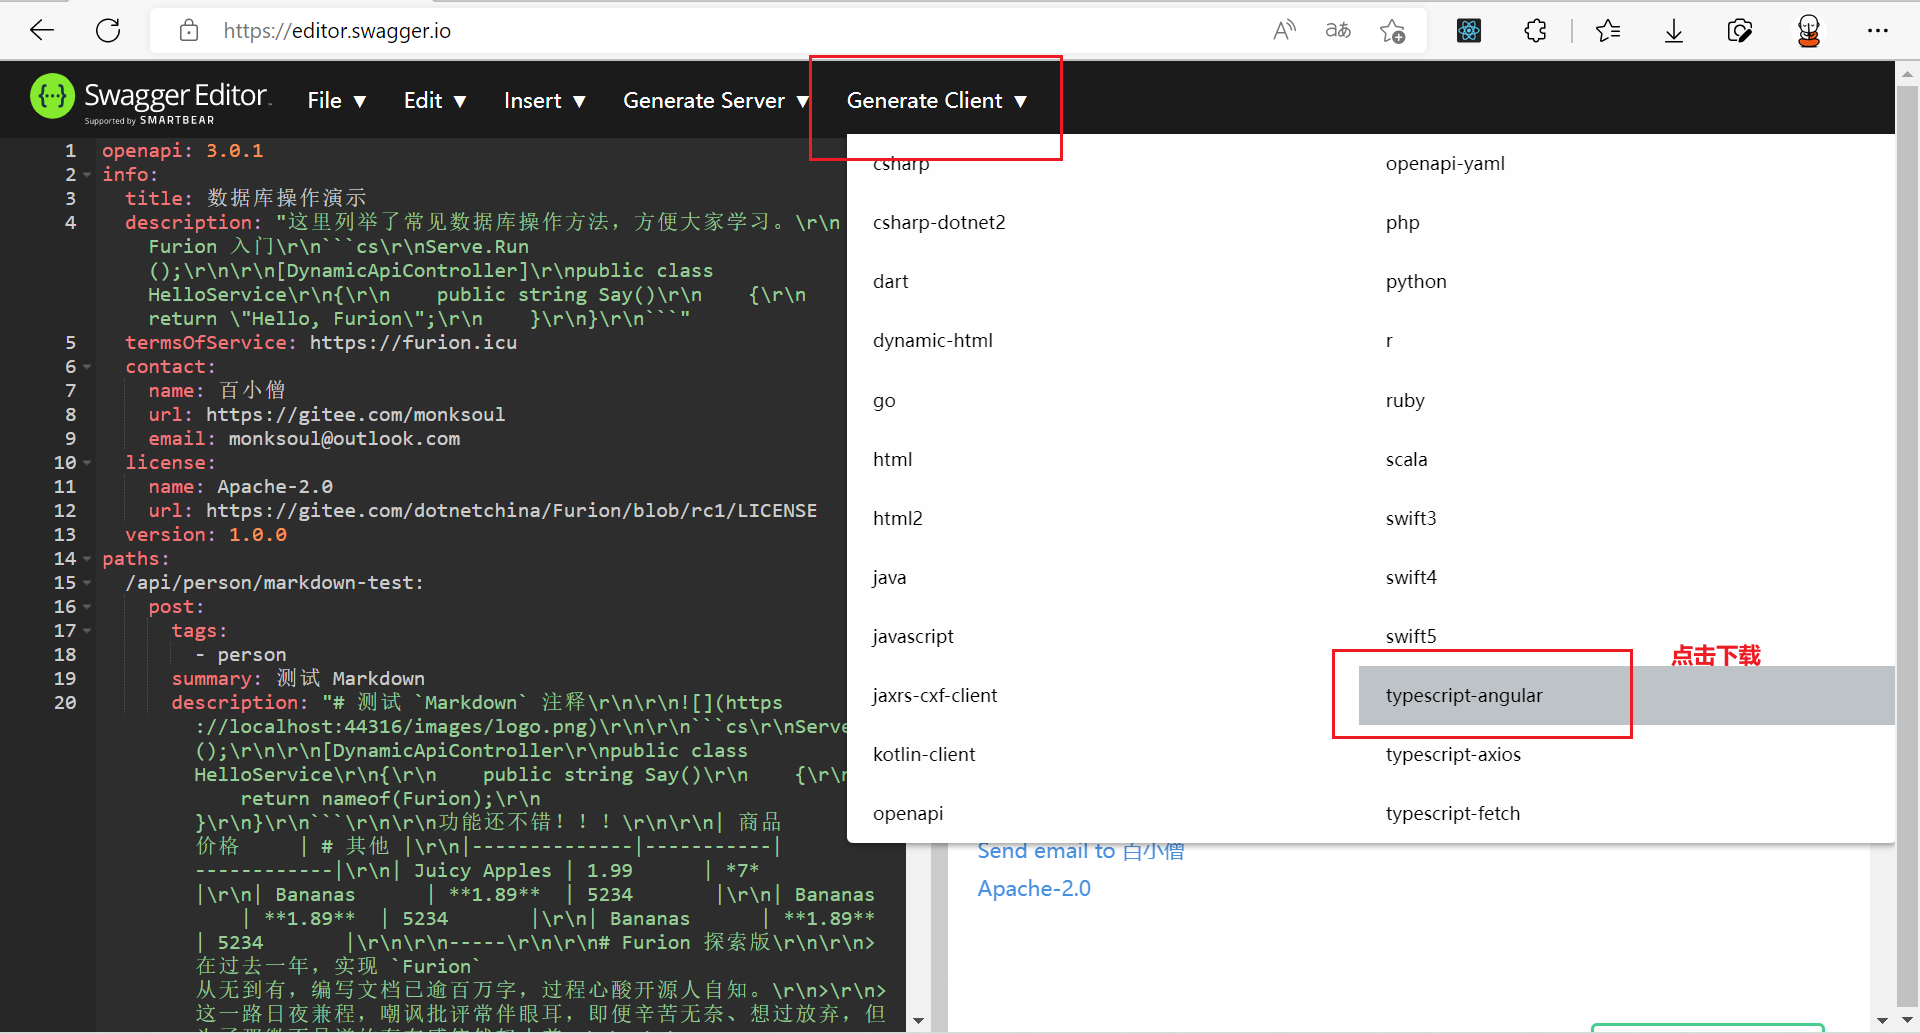 https://editor.swagger.io
Swagger Editor
Supported by SMARTBEAR
File ▼
Edit ▼
Insert ▼
Generate Server ▼
Generate Client ▼
1 openapi: 3.0.1
2 info:
3 title: 数据库操作演示
4 description: "这里列举了常见数据库操作方法，方便大家学习。\r\n
Furion 入门\r\n```cs\r\nServe.Run
();\r\n\r\n[DynamicApiController]\r\npublic class
HelloService\r\n{\r\n    public string Say()\r\n    {\r\n
return \"Hello, Furion\";\r\n    }\r\n}\r\n```"
5 termsOfService: https://furion.icu
6 contact:
7 name: 百小僧
8 url: https://gitee.com/monksoul
9 email: monksoul@outlook.com
10 license:
11 name: Apache-2.0
12 url: https://gitee.com/dotnetchina/Furion/blob/rc1/LICENSE
13 version: 1.0.0
14 paths:
15 /api/person/markdown-test:
16 post:
17 tags:
18 - person
19 summary: 测试 Markdown
20 description: "# 测试 `Markdown` 注释\r\n\r\n![](https
://localhost:44316/images/logo.png)\r\n\r\n```cs\r\nServe
();\r\n\r\n[DynamicApiController\r\npublic class
HelloService\r\n{\r\n    public string Say()\r\n    {\r\n
return nameof(Furion);\r\n
}\r\n}\r\n```\r\n\r\n功能还不错！！！\r\n\r\n| 商品
价格     | # 其他 |\r\n|--------------|-----------|
------------|\r\n| Juicy Apples | 1.99      | *7*
|\r\n| Bananas      | **1.89**  | 5234       |\r\n| Bananas
| **1.89**  | 5234       |\r\n| Bananas      | **1.89**
| 5234       |\r\n\r\n-----\r\n\r\n# Furion 探索版\r\n\r\n>
在过去一年，实现 `Furion`
从无到有，编写文档已逾百万字，过程心酸开源人自知。\r\n>\r\n>
这一路日夜兼程，嘲讽批评常伴眼耳，即便辛苦无奈、想过放弃，但
csharp
csharp-dotnet2
dart
dynamic-html
go
html
html2
java
javascript
jaxrs-cxf-client
kotlin-client
openapi
openapi-yaml
php
python
r
ruby
scala
swift3
swift4
swift5
点击下载
typescript-angular
typescript-axios
typescript-fetch
Send email to 百小僧
Apache-2.0